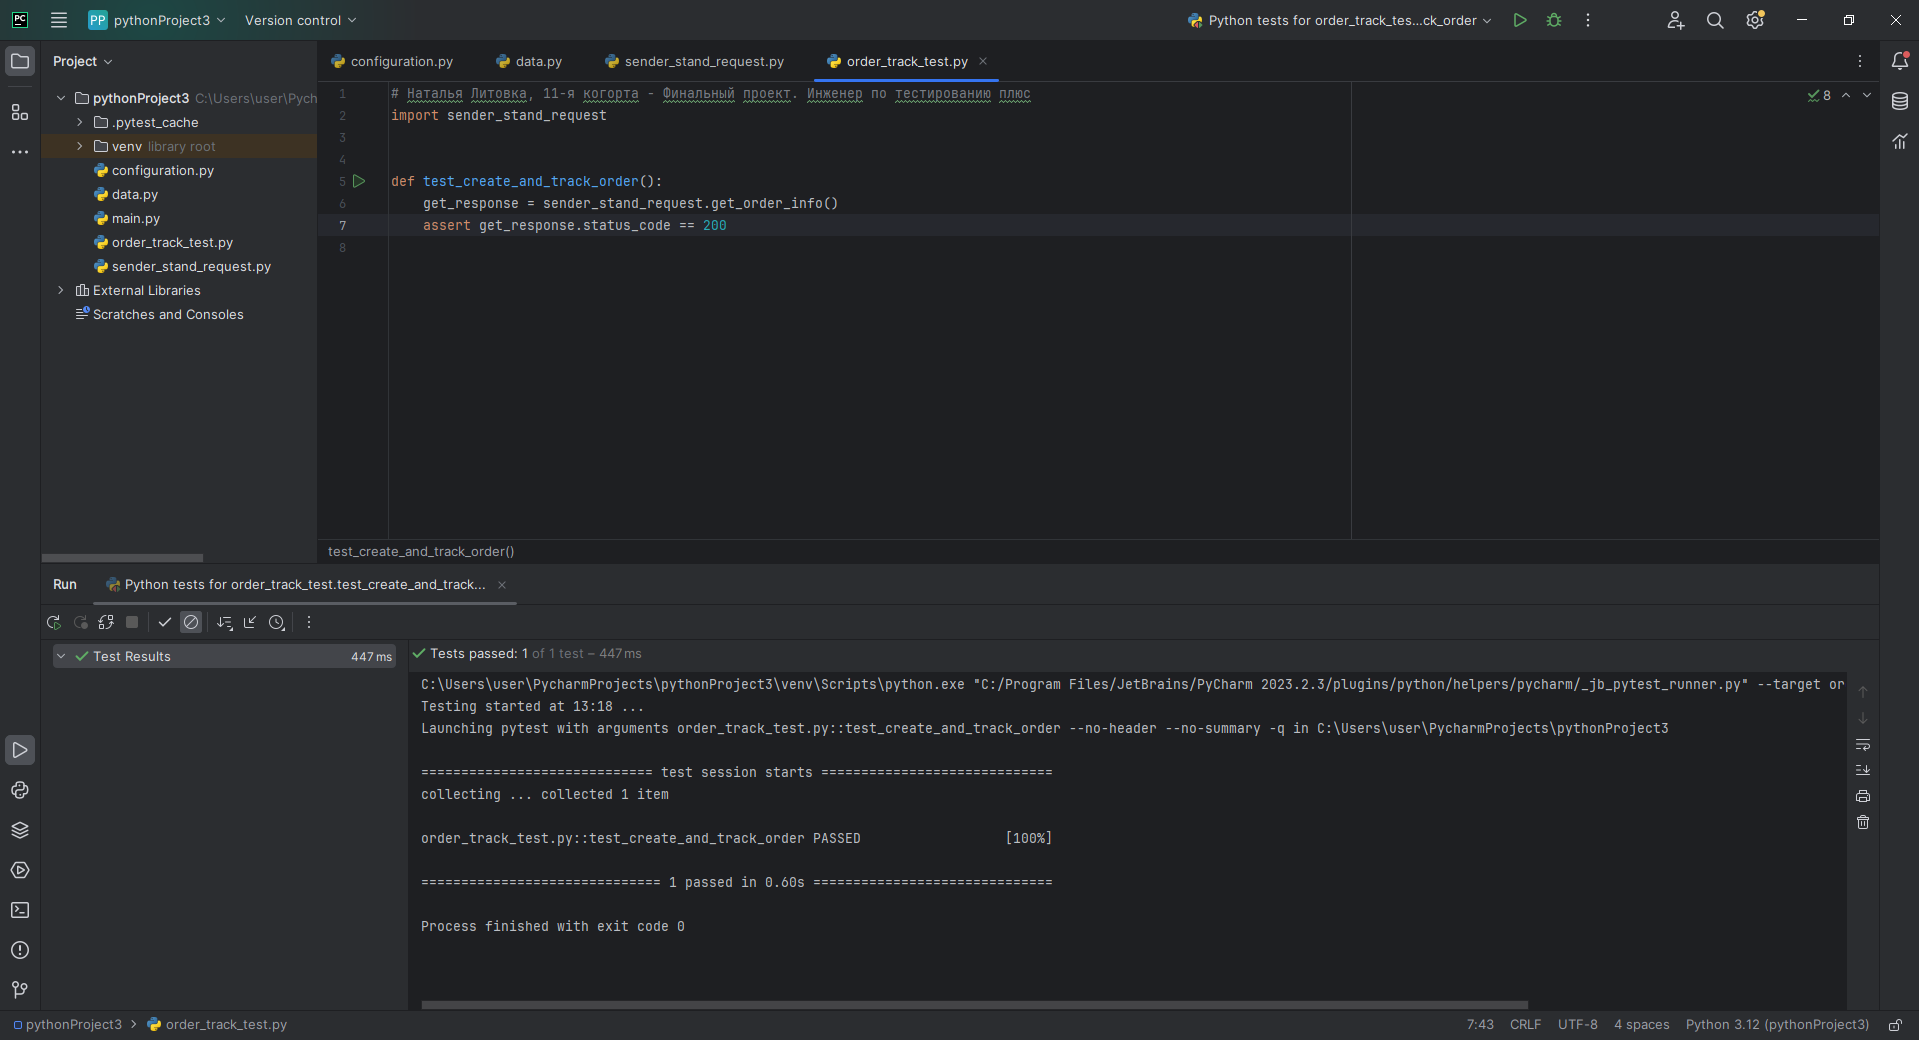 PC
PP pythonProject3 Version control Python tests for order_track_tes...ck_order
Project
configuration.py data.py sender_stand_request.py order_track_test.py
pythonProject3 C:\Users\user\Pych
.pytest_cache
venv library root
configuration.py
data.py
main.py
order_track_test.py
sender_stand_request.py
External Libraries
Scratches and Consoles
1 # Наталья Литовка, 11-я когорта - Финальный проект. Инженер по тестированию плюс
2 import sender_stand_request
3
4
5 def test_create_and_track_order():
6 get_response = sender_stand_request.get_order_info()
7 assert get_response.status_code == 200
8
8
test_create_and_track_order()
Run Python tests for order_track_test.test_create_and_track...
Test Results 447 ms
Tests passed: 1 of 1 test – 447 ms
C:\Users\user\PycharmProjects\pythonProject3\venv\Scripts\python.exe "C:/Program Files/JetBrains/PyCharm 2023.2.3/plugins/python/helpers/pycharm/_jb_pytest_runner.py" --target or
Testing started at 13:18 ...
Launching pytest with arguments order_track_test.py::test_create_and_track_order --no-header --no-summary -q in C:\Users\user\PycharmProjects\pythonProject3
============================= test session starts =============================
collecting ... collected 1 item
order_track_test.py::test_create_and_track_order PASSED [100%]
============================== 1 passed in 0.60s ==============================
Process finished with exit code 0
pythonProject3 order_track_test.py
7:43 CRLF UTF-8 4 spaces Python 3.12 (pythonProject3)